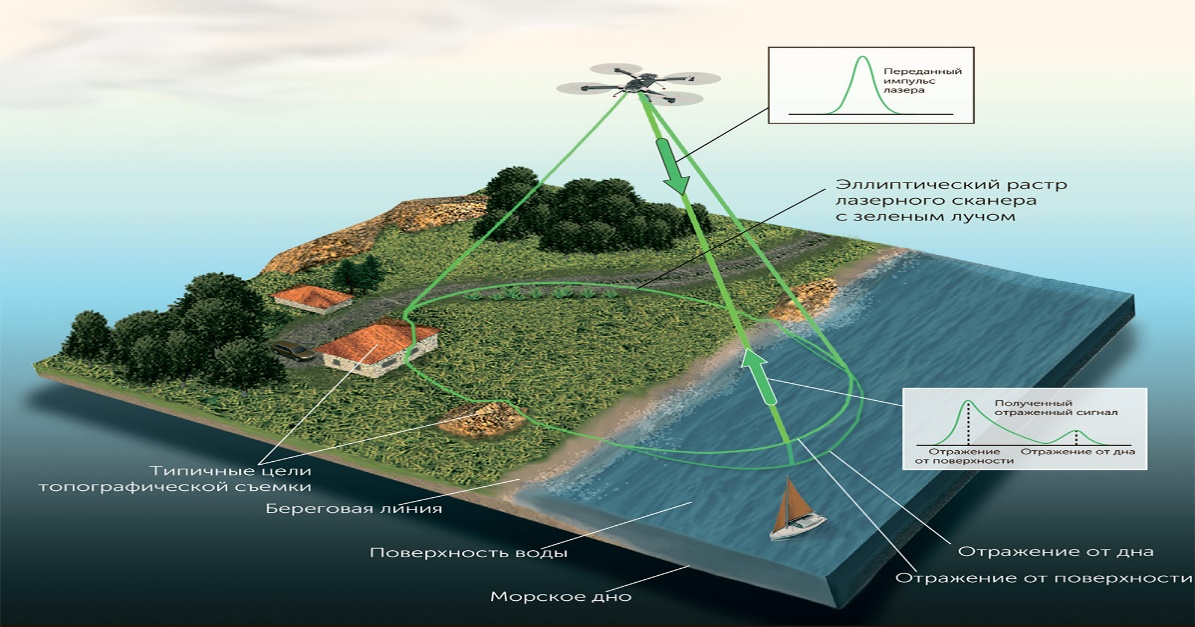 Переданный
импульс
лазера
Эллиптический растр
лазерного сканера
с зеленым лучом
Полученный
отраженный сигнал
Отражение
от поверхности
Отражение от дна
Типичные цели
топографической съемки
Береговая линия
Поверхность воды
Морское дно
Отражение от дна
Отражение от поверхности